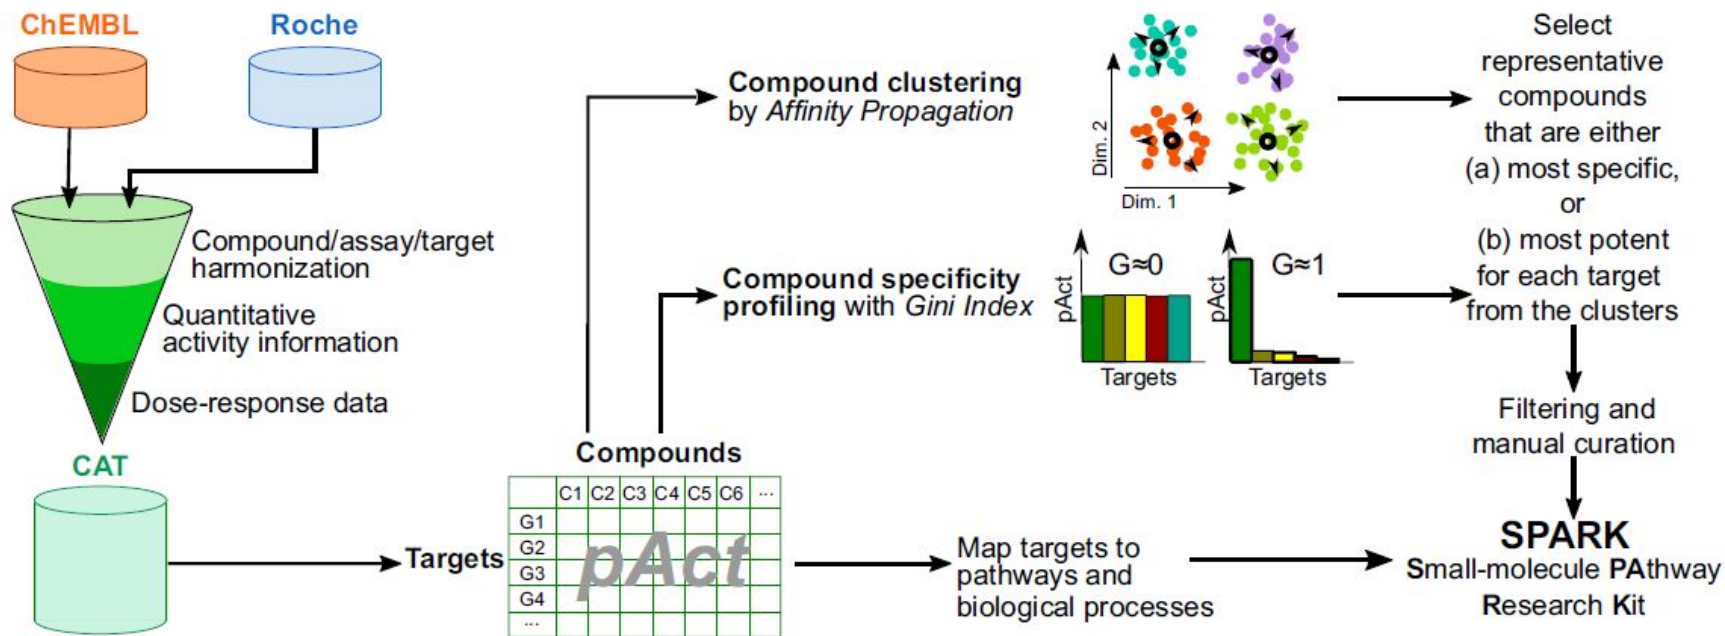 ChEMBL
Roche
Compound/assay/target
harmonization
Quantitative
activity information
Dose-response data
CAT
Targets
Compounds
C1 C2 C3 C4 C5 C6 ...
G1
G2
G3
G4
...
pAct
Compound clustering
by Affinity Propagation
Dim. 2
Dim. 1
Compound specificity
profiling with Gini Index
pAct
G≈0
Targets
pAct
G≈1
Targets
Select
representative
compounds
that are either
(a) most specific,
or
(b) most potent
for each target
from the clusters
Filtering and
manual curation
Map targets to
pathways and
biological processes
SPARK
Small-molecule PAthway
Research Kit